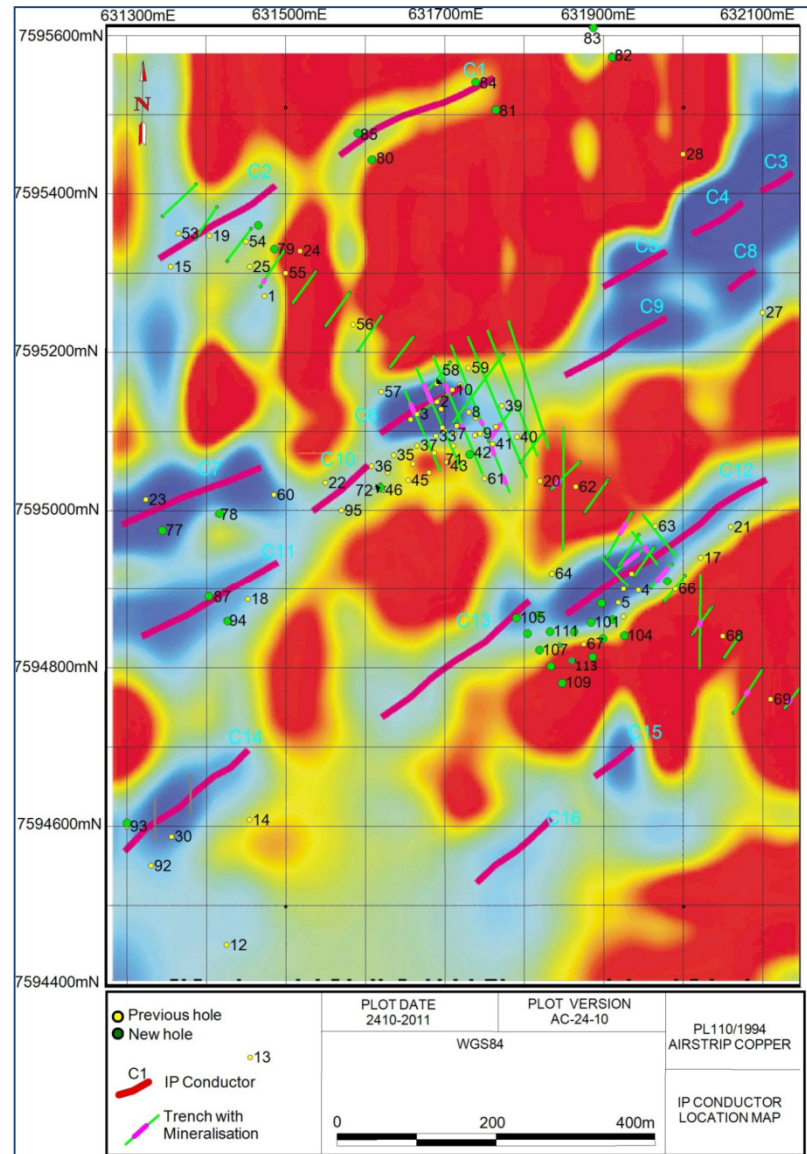 631300mE 631500mE 631700mE 631900mE 632100mE
7595600mN
83
82
C1
84
81
N
85
80
28
7595400mN
C2
C3
C4
53 19
54
79 24
C5
15 25 55
C8
1
27
56
C9
7595200mN
58
59
57
10
C6
2
3
8
39
37 33 7 9 41 40
C10
35
C7
36 71 43 42
C12
22 45 61 20
23 60
72 46
62
7595000mN
95
77 78
63 21
C11
17
64
87 18
4 66
5
C13
94
105 111 101
104
68
107 67
7594800mN
113
109
69
C14
C15
93
14
C16
7594600mN
30
92
12
7594400mN
Previous hole
New hole
13
C1
IP Conductor
Trench with
Mineralisation
PLOT DATE
2410-2011
PLOT VERSION
AC-24-10
WGS84
0 200 400m
PL110/1994
AIRSTRIP COPPER
IP CONDUCTOR
LOCATION MAP